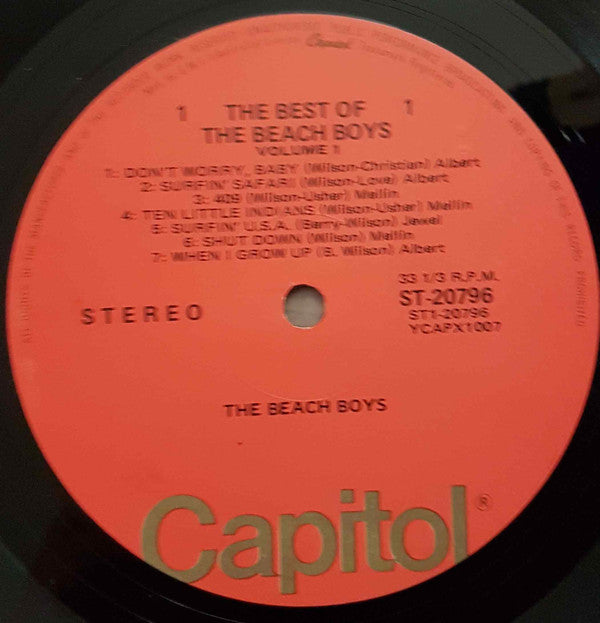 Capitol
1 THE BEST OF 1
THE BEACH BOYS
VOLUME 1
1: DON'T WORRY, BABY (Wilson-Christian) Albert
2: SURFIN' SAFARI (Wilson-Love) Albert
3: 409 (Wilson-Usher) Mellin
4: TEN LITTLE INDIANS (Wilson-Usher) Mellin
5: SURFIN' U.S.A. (Berry-Wilson) Jewel
6: SHUT DOWN (Wilson) Mellin
7: WHEN I GROW UP (B. Wilson) Albert
33 1/3 R.P.M.
STEREO
ST-20796
ST1-20796
YCAPX1007
THE BEACH BOYS
Capitol®